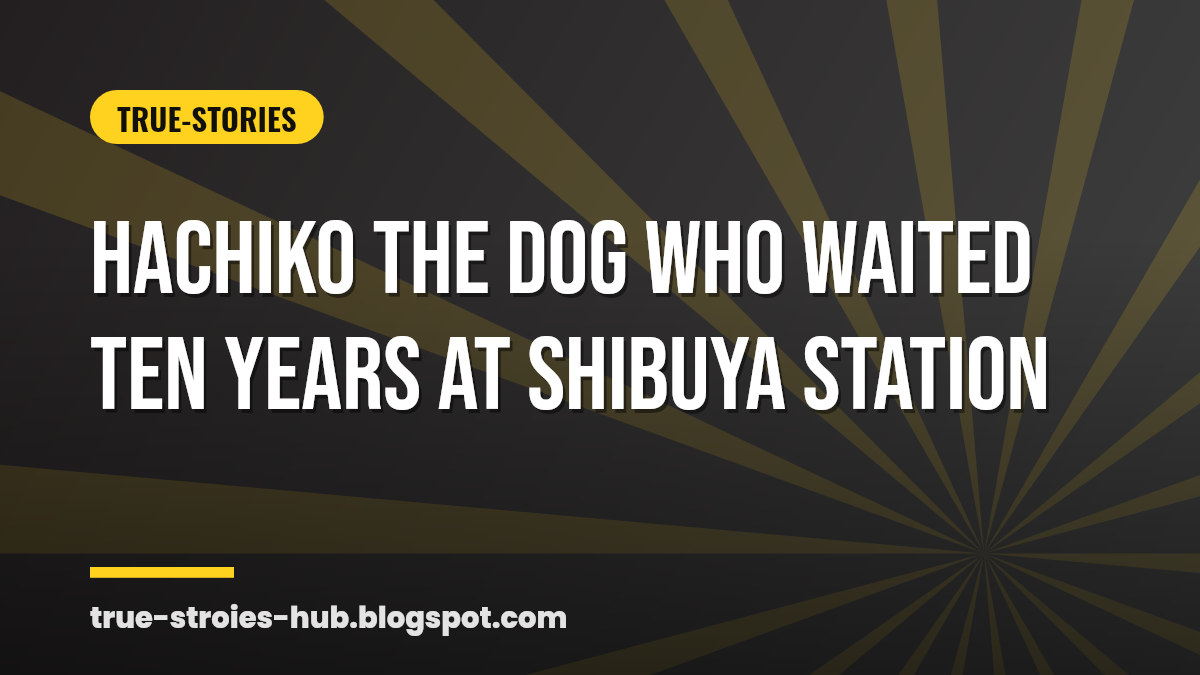 TRUE-STORIES
HACHIKO THE DOG WHO WAITED
TEN YEARS AT SHIBUYA STATION
true-stroies-hub.blogspot.com